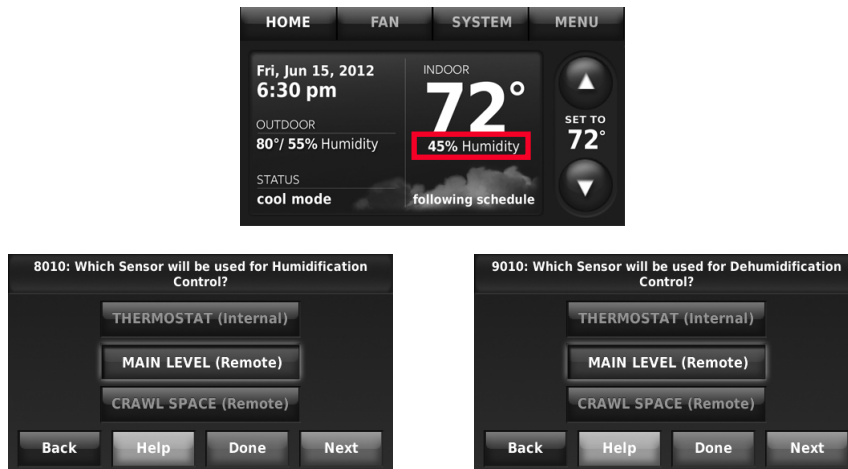 HOME FAN SYSTEM MENU
Fri, Jun 15, 2012
6:30 pm
OUTDOOR
80°/ 55% Humidity
STATUS
cool mode
INDOOR
72°
45% Humidity
following schedule
SET TO
72°
8010: Which Sensor will be used for Humidification
Control?
THERMOSTAT (Internal)
MAIN LEVEL (Remote)
CRAWL SPACE (Remote)
Back Help Done Next
9010: Which Sensor will be used for Dehumidification
Control?
THERMOSTAT (Internal)
MAIN LEVEL (Remote)
CRAWL SPACE (Remote)
Back Help Done Next